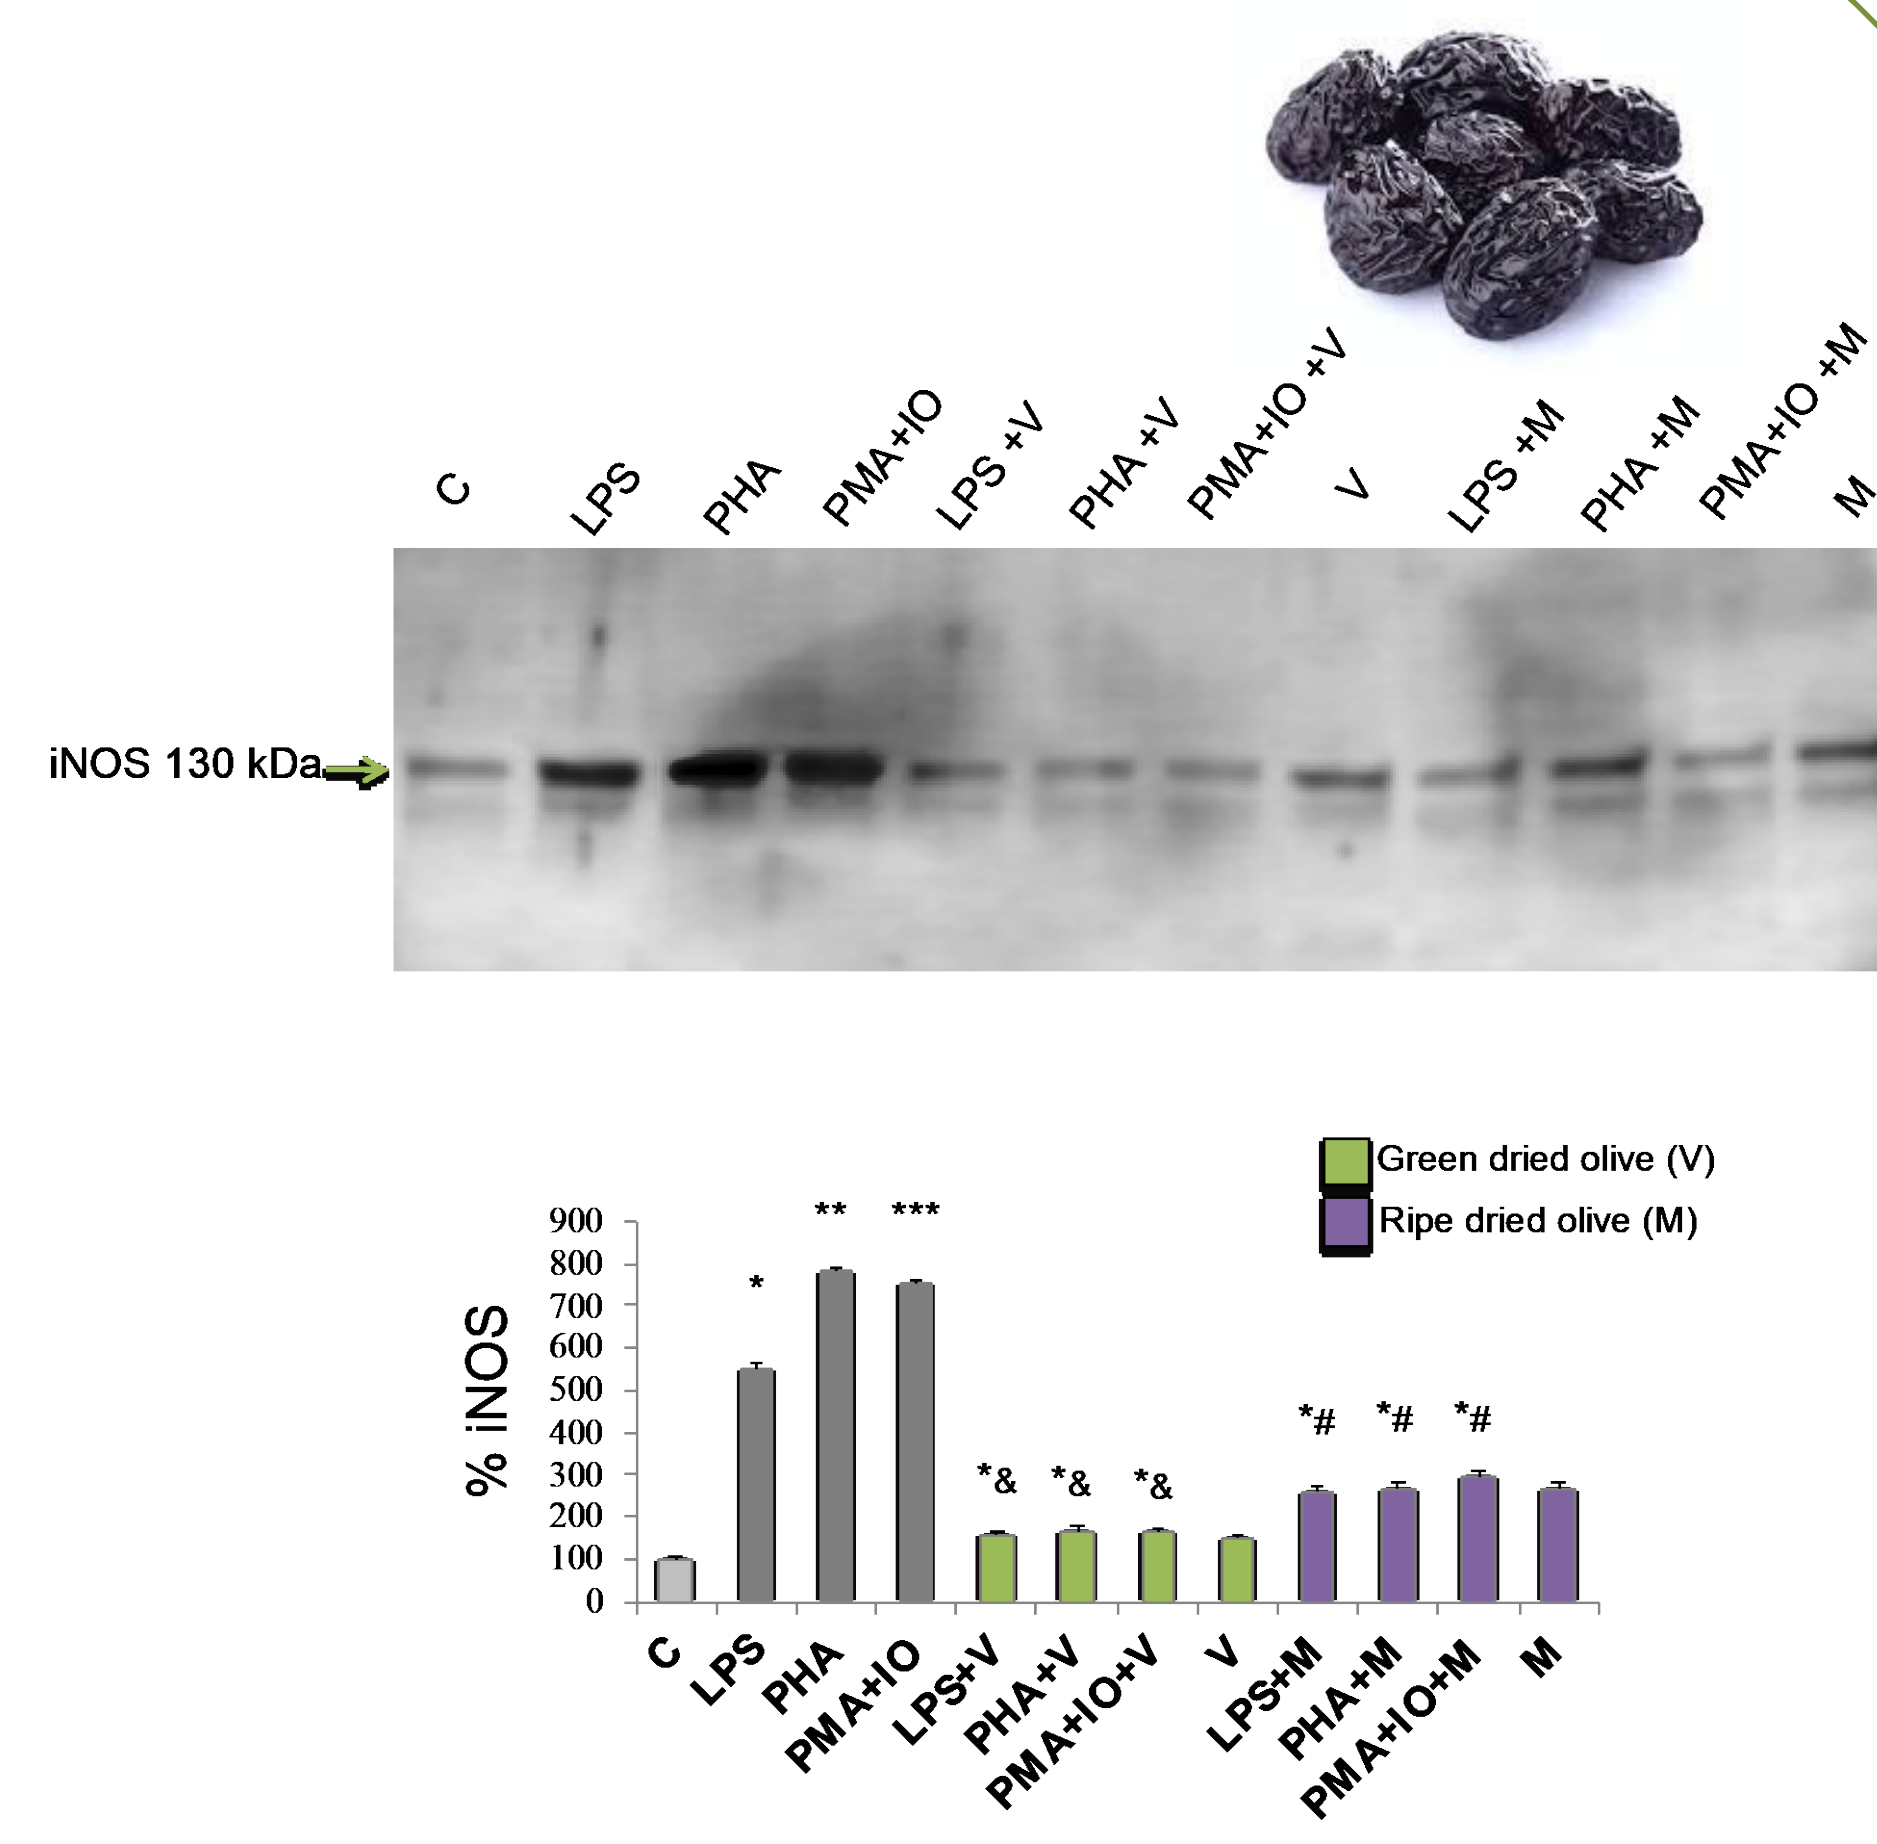 C
LPS
PHA
PMA+IO
LPS +V
PHA +V
PMA+IO +V
V
LPS +M
PHA +M
PMA+IO +M
M
iNOS 130 kDa
Green dried olive (V)
Ripe dried olive (M)
% iNOS
900
800
700
600
500
400
300
200
100
0
*
**
***
*&
*&
*&
*#
*#
*#
C
LPS
PHA
PMA+IO
LPS+V
PHA+V
PMA+IO+V
V
LPS+M
PHA+M
PMA+IO+M
M